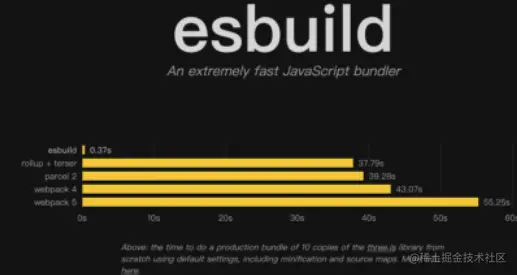 esbuild
An extremely fast JavaScript bundler
esbuild 0.37s
rollup + terser 37.79s
parcel 2 39.28s
webpack 4 43.07s
webpack 5 55.25s
0s 10s 20s 30s 40s 50s 60s
Above: the time to do a production bundle of 10 copies of the three.js library from
scratch using default settings, including minification and source maps.
here
@稀土掘金技术社区